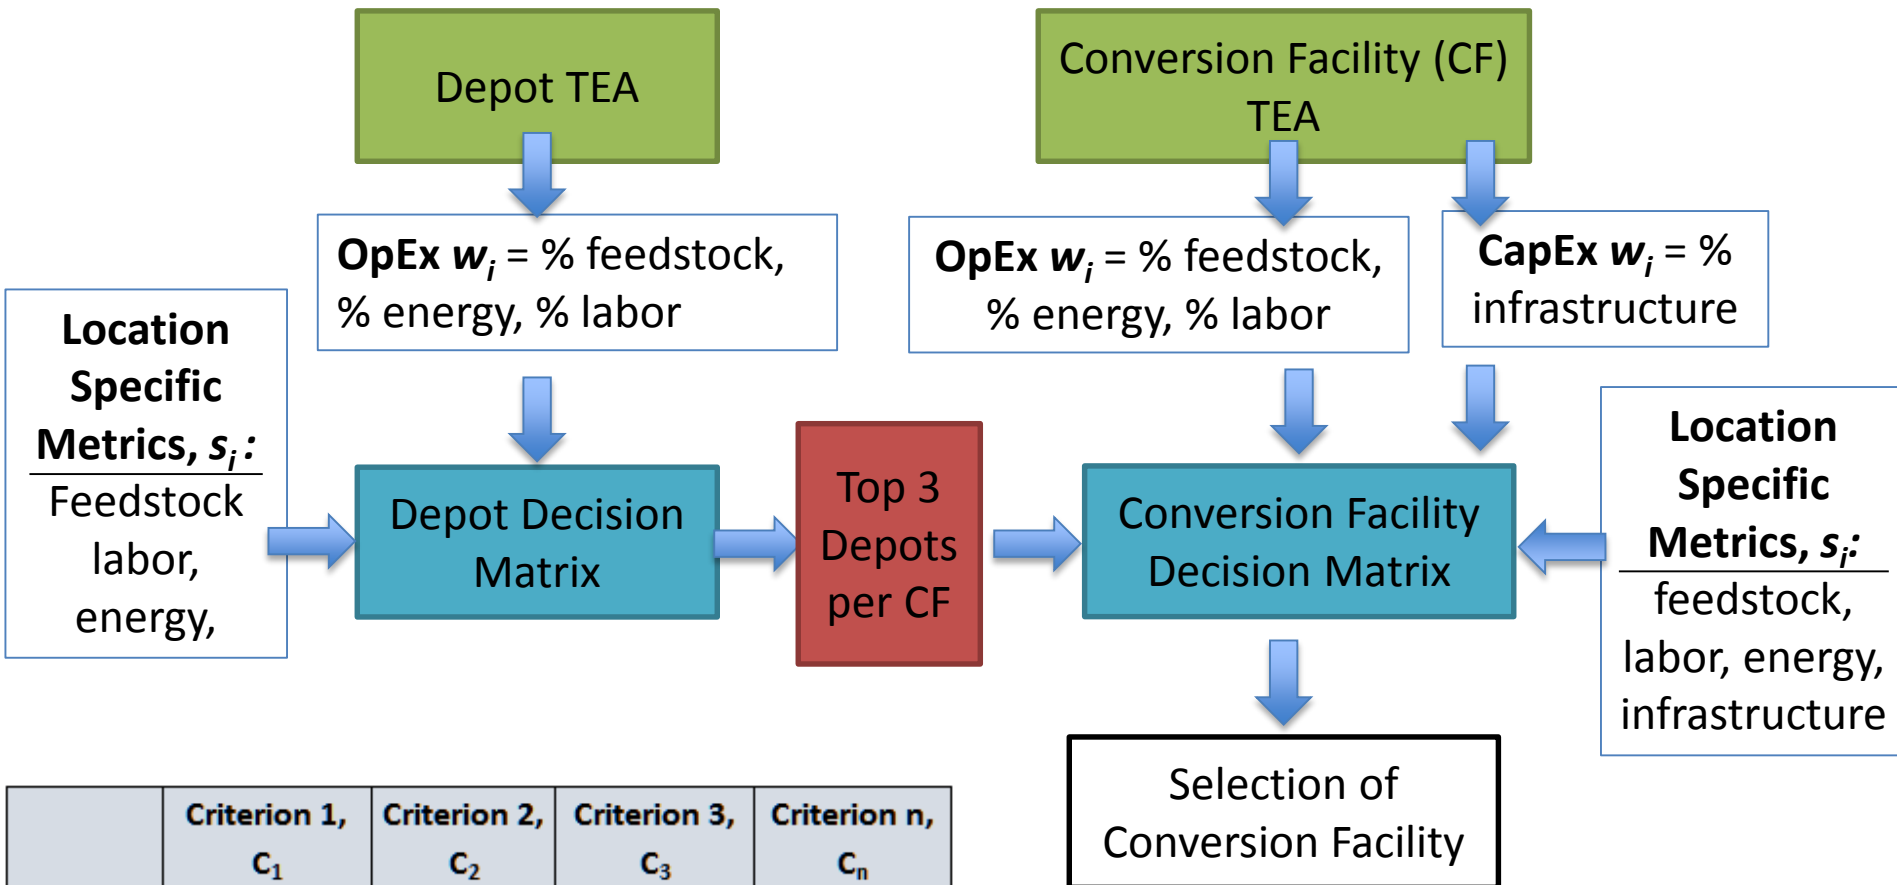 Depot TEA
Conversion Facility (CF)
TEA
OpEx wi = % feedstock,
% energy, % labor
OpEx wi = % feedstock,
% energy, % labor
CapEx wi = %
infrastructure
Location
Specific
Metrics, si:
Feedstock
labor,
energy,
Depot Decision
Matrix
Top 3
Depots
per CF
Conversion Facility
Decision Matrix
Location
Specific
Metrics, si:
feedstock,
labor, energy,
infrastructure
Selection of
Conversion Facility
Criterion 1,
C1
Criterion 2,
C2
Criterion 3,
C3
Criterion n,
Cn